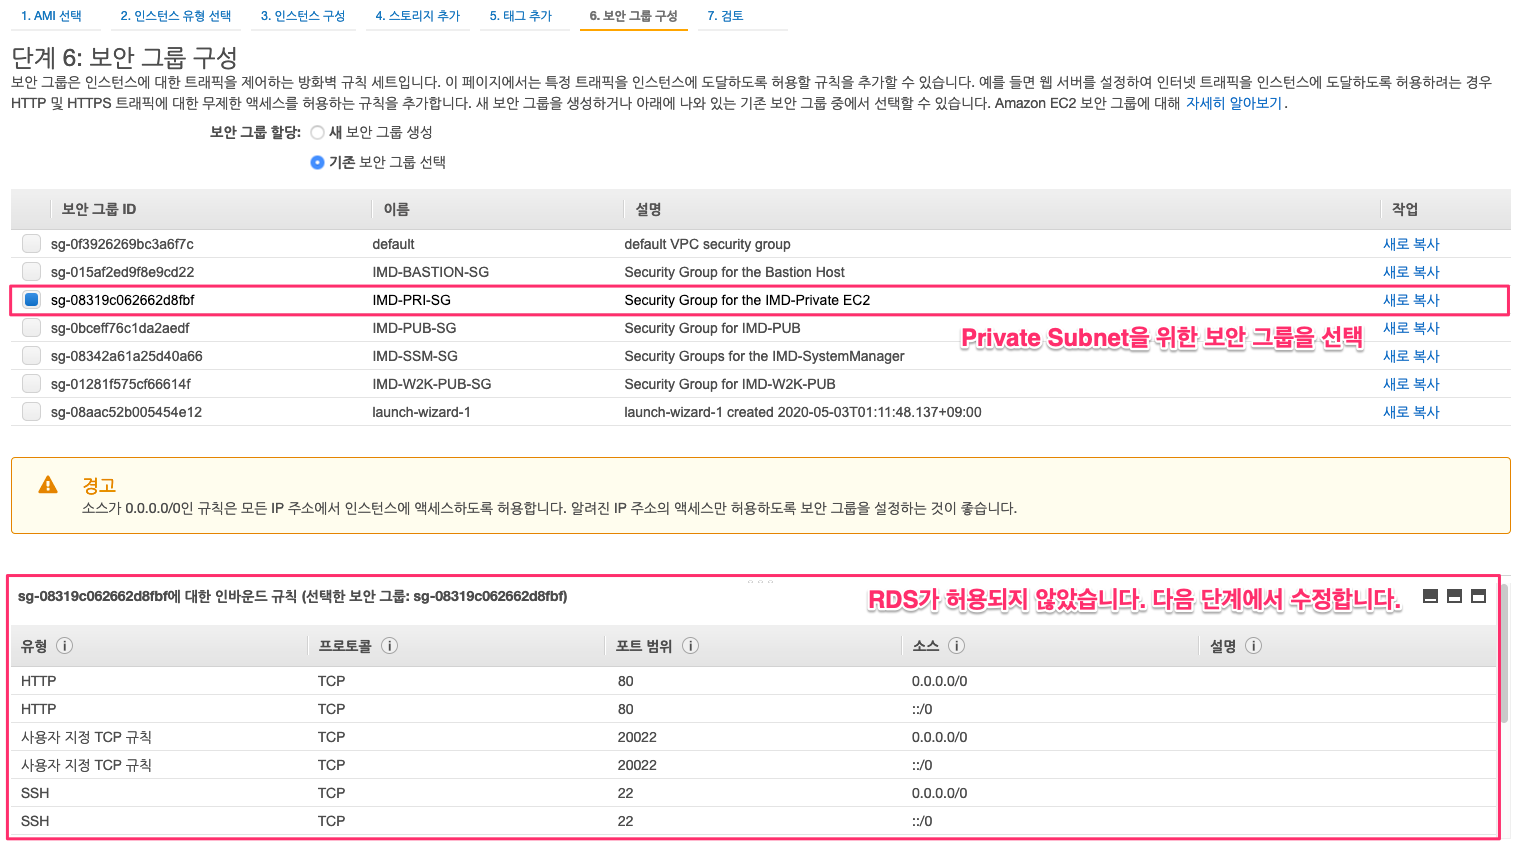 1. AMI 선택 2. 인스턴스 유형 선택 3. 인스턴스 구성 4. 스토리지 추가 5. 태그 추가 6. 보안 그룹 구성 7. 검토
단계 6: 보안 그룹 구성
보안 그룹은 인스턴스에 대한 트래픽을 제어하는 방화벽 규칙 세트입니다. 이 페이지에서는 특정 트래픽을 인스턴스에 도달하도록 허용할 규칙을 추가할 수 있습니다. 예를 들면 웹 서버를 설정하여 인터넷 트래픽을 인스턴스에 도달하도록 허용하려는 경우
HTTP 및 HTTPS 트래픽에 대한 무제한 액세스를 허용하는 규칙을 추가합니다. 새 보안 그룹을 생성하거나 아래에 나와 있는 기존 보안 그룹 중에서 선택할 수 있습니다. Amazon EC2 보안 그룹에 대해 자세히 알아보기.
보안 그룹 할당: 새 보안 그룹 생성
기존 보안 그룹 선택
보안 그룹 ID 이름 설명 작업
sg-0f3926269bc3a6f7c default default VPC security group 새로 복사
sg-015af2ed9f8e9cd22 IMD-BASTION-SG Security Group for the Bastion Host 새로 복사
sg-08319c062662d8fbf IMD-PRI-SG Security Group for the IMD-Private EC2 새로 복사
sg-0bceff76c1da2aedf IMD-PUB-SG Security Group for IMD-PUB 새로 복사
Private Subnet을 위한 보안 그룹을 선택
sg-08342a61a25d40a66 IMD-SSM-SG Security Groups for the IMD-SystemManager 새로 복사
sg-01281f575cf66614f IMD-W2K-PUB-SG Security Group for IMD-W2K-PUB 새로 복사
sg-08aac52b005454e12 launch-wizard-1 launch-wizard-1 created 2020-05-03T01:11:48.137+09:00 새로 복사
경고
소스가 0.0.0.0/0인 규칙은 모든 IP 주소에서 인스턴스에 액세스하도록 허용합니다. 알려진 IP 주소의 액세스만 허용하도록 보안 그룹을 설정하는 것이 좋습니다.
sg-08319c062662d8fbf에 대한 인바운드 규칙 (선택한 보안 그룹: sg-08319c062662d8fbf)
RDS가 허용되지 않았습니다. 다음 단계에서 수정합니다.
유형 프로토콜 포트 범위 소스 설명
HTTP TCP 80 0.0.0.0/0
HTTP TCP 80 ::/0
사용자 지정 TCP 규칙 TCP 20022 0.0.0.0/0
사용자 지정 TCP 규칙 TCP 20022 ::/0
SSH TCP 22 0.0.0.0/0
SSH TCP 22 ::/0